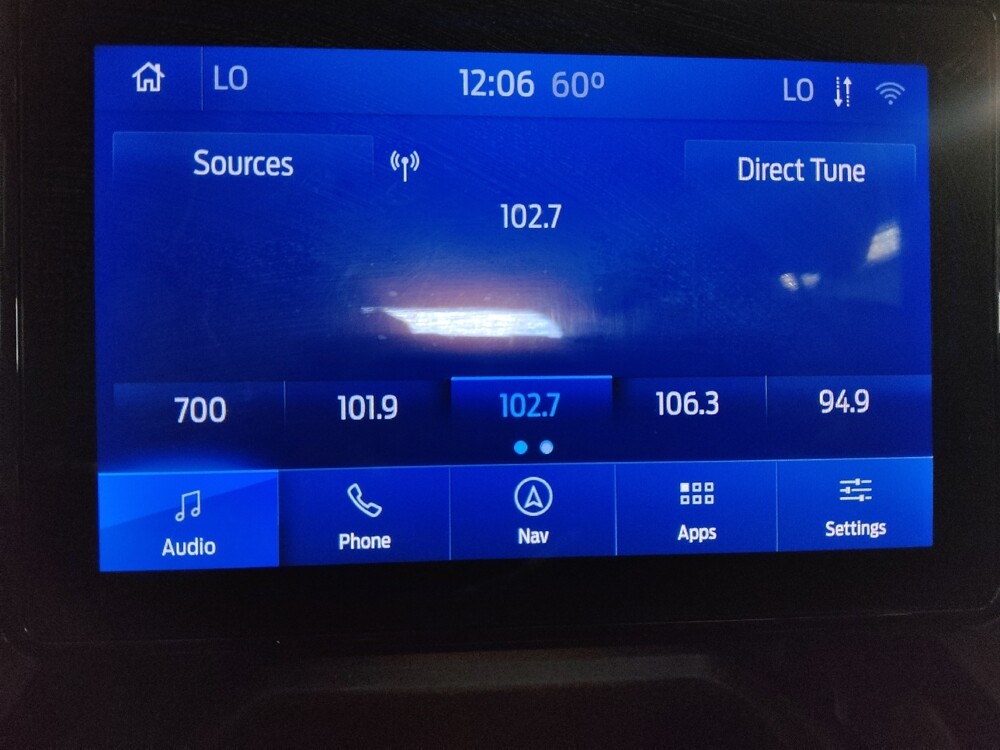 LO 12:06 60º LO
Sources Direct Tune
102.7
700 101.9 102.7 106.3 94.9
Audio Phone Nav Apps Settings